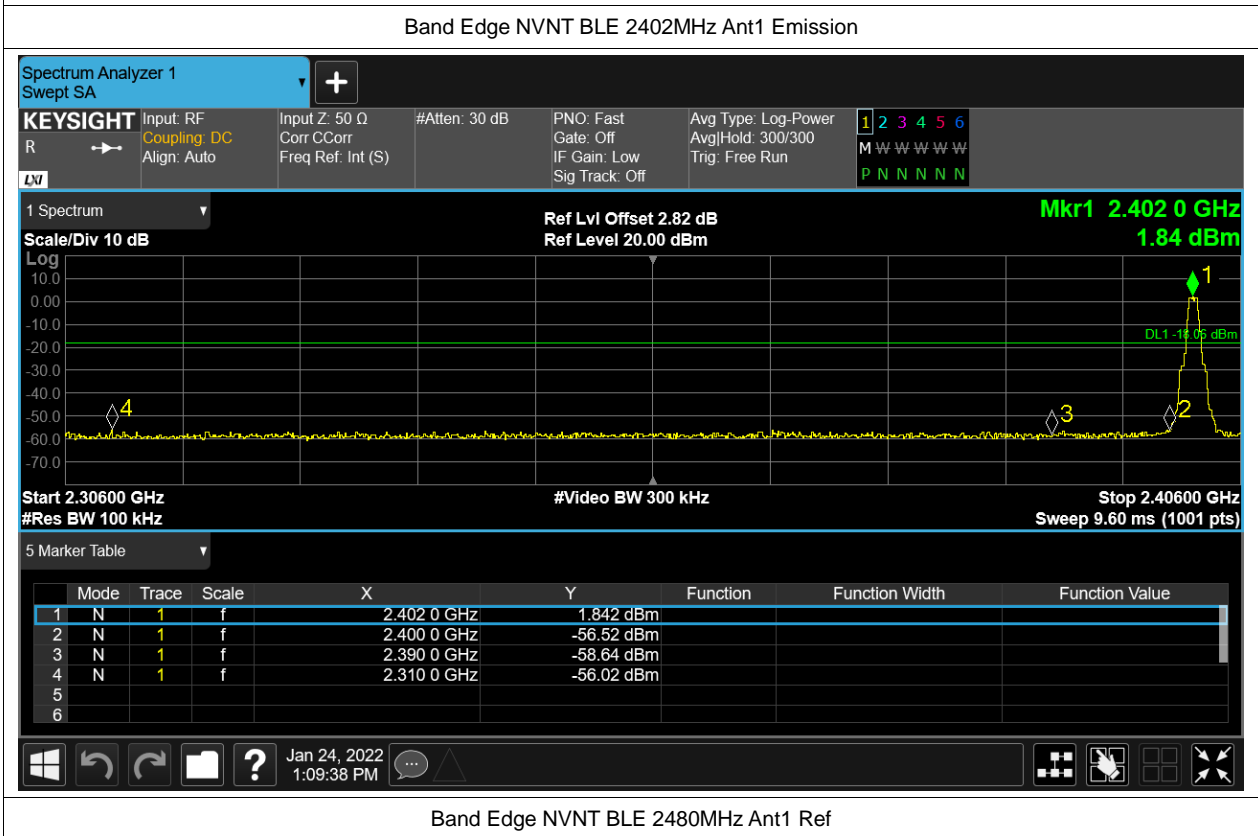 Band Edge NVNT BLE 2402MHz Ant1 Emission
Spectrum Analyzer 1
Swept SA
KEYSIGHT Input: RF Input Z: 50 Ω #Atten: 30 dB PNO: Fast Avg Type: Log-Power 1 2 3 4 5 6
R Coupling: DC Corr CCorr Gate: Off Avg|Hold: 300/300 M W W W W W
Align: Auto Freq Ref: Int (S) IF Gain: Low Trig: Free Run
LXI Sig Track: Off P N N N N N
1 Spectrum Ref Lvl Offset 2.82 dB Mkr1 2.402 0 GHz
Scale/Div 10 dB Ref Level 20.00 dBm 1.84 dBm
Log
10.0 1
0.00
-10.0
DL1 -18.06 dBm
-20.0
-30.0
-40.0
4 3 2
-50.0
-60.0
-70.0
Start 2.30600 GHz #Video BW 300 kHz Stop 2.40600 GHz
#Res BW 100 kHz Sweep 9.60 ms (1001 pts)
5 Marker Table
Mode Trace Scale X Y Function Function Width Function Value
1 N 1 f 2.402 0 GHz 1.842 dBm
2 N 1 f 2.400 0 GHz -56.52 dBm
3 N 1 f 2.390 0 GHz -58.64 dBm
4 N 1 f 2.310 0 GHz -56.02 dBm
5
6
? Jan 24, 2022
1:09:38 PM
Band Edge NVNT BLE 2480MHz Ant1 Ref